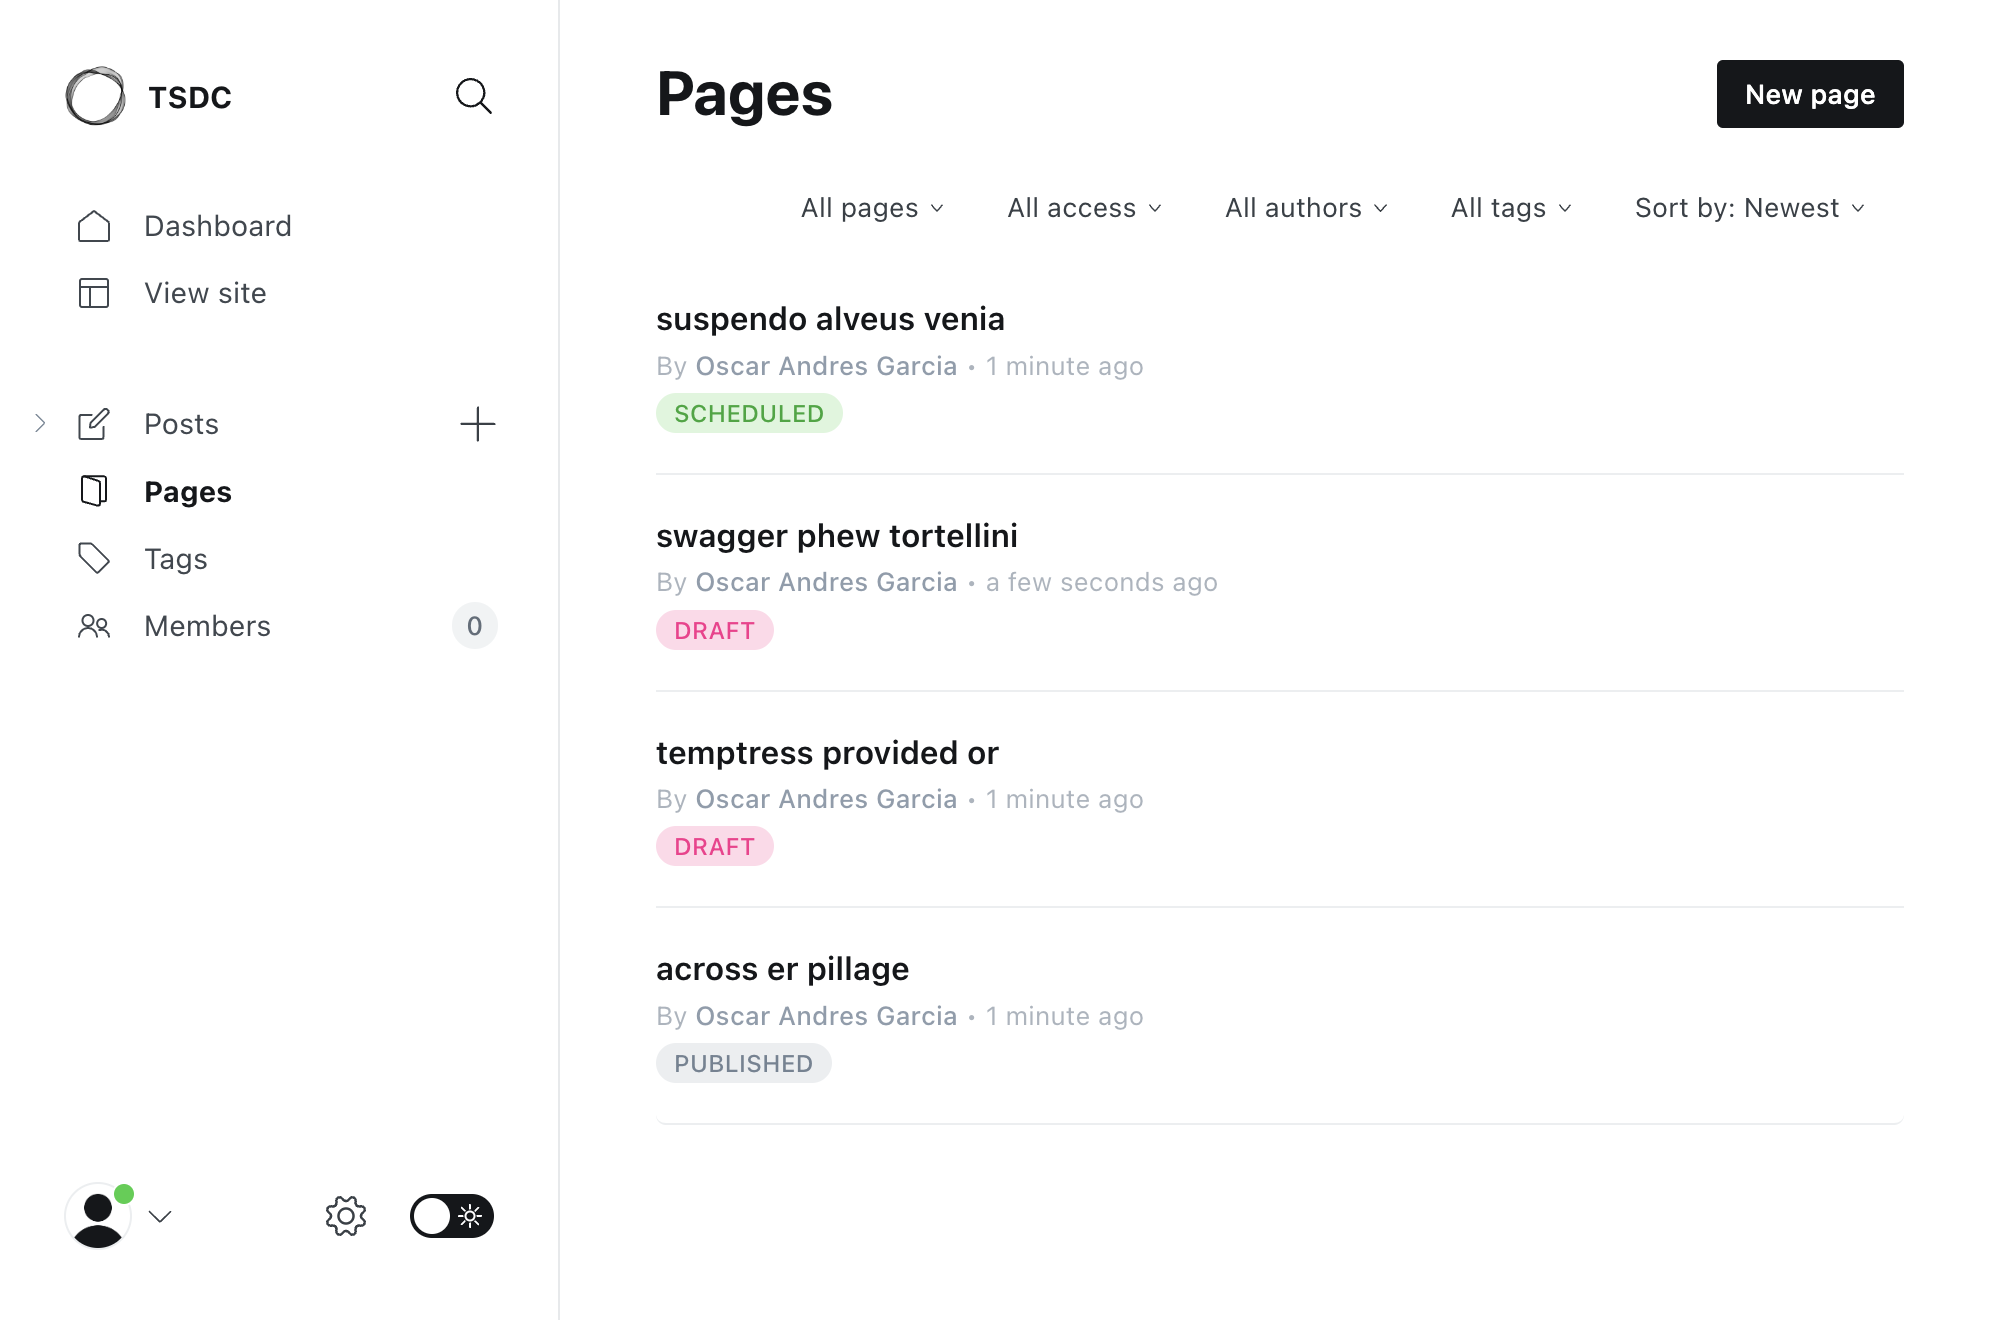 TSDC
Dashboard
View site
Posts
Pages
Tags
Members
0
Pages
New page
All pages
All access
All authors
All tags
Sort by: Newest
suspendo alveus venia
By Oscar Andres Garcia • 1 minute ago
SCHEDULED
swagger phew tortellini
By Oscar Andres Garcia • a few seconds ago
DRAFT
temptress provided or
By Oscar Andres Garcia • 1 minute ago
DRAFT
across er pillage
By Oscar Andres Garcia • 1 minute ago
PUBLISHED